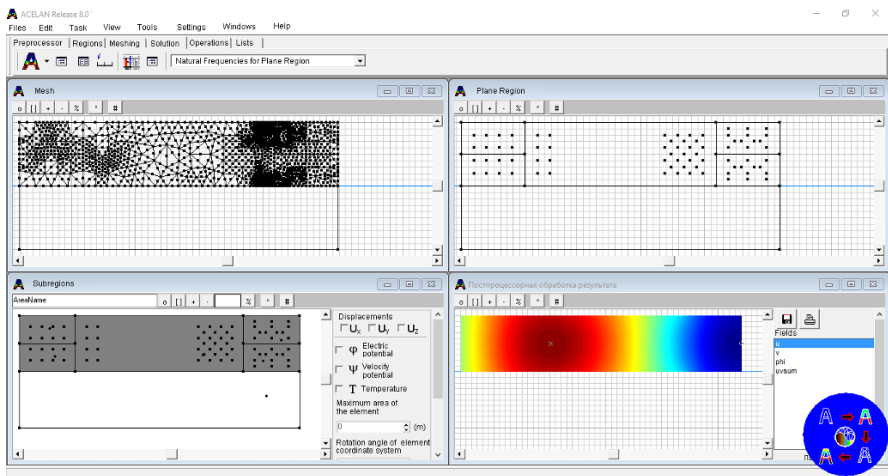 ACELAN Release 8.0 '
Files Edit Task View Tools Settings Windows Help
Preprocessor Regions Meshing Solution Operations Lists
A Natural Frequencies for Plane Region
Mesh
o [ ] + - % * #
Plane Region
o [ ] + - % * #
Subregions
AreaName o [ ] + - % * #
Displacements
Ux Uy Uz
φ Electric
potential
Ψ Velocity
potential
T Temperature
Maximum area of
the element
0 (m)
Rotation angle of element
coordinate system
Постпроцессорная обработка результата
o [ ] + - % * #
Fields
u
v
phi
uvsum
A A
A A